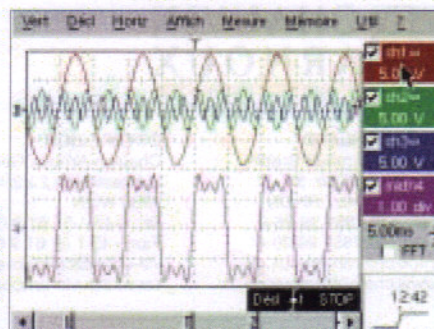 Vert Décl Horiz Affich Mesure Mémoire Util ?
ch1
5.00 V
ch2
5.00 V
ch3
5.00 V
math4
1.00 div
5.00ms
FFT
Décl STOP
12:42